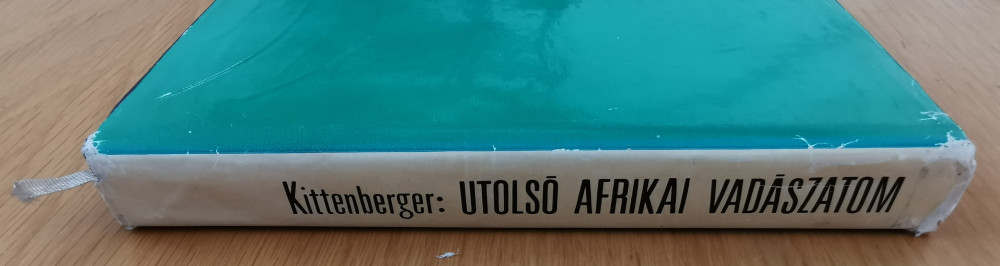 Kittenberger: UTOLSÓ AFRIKAI VADÁSZATOM